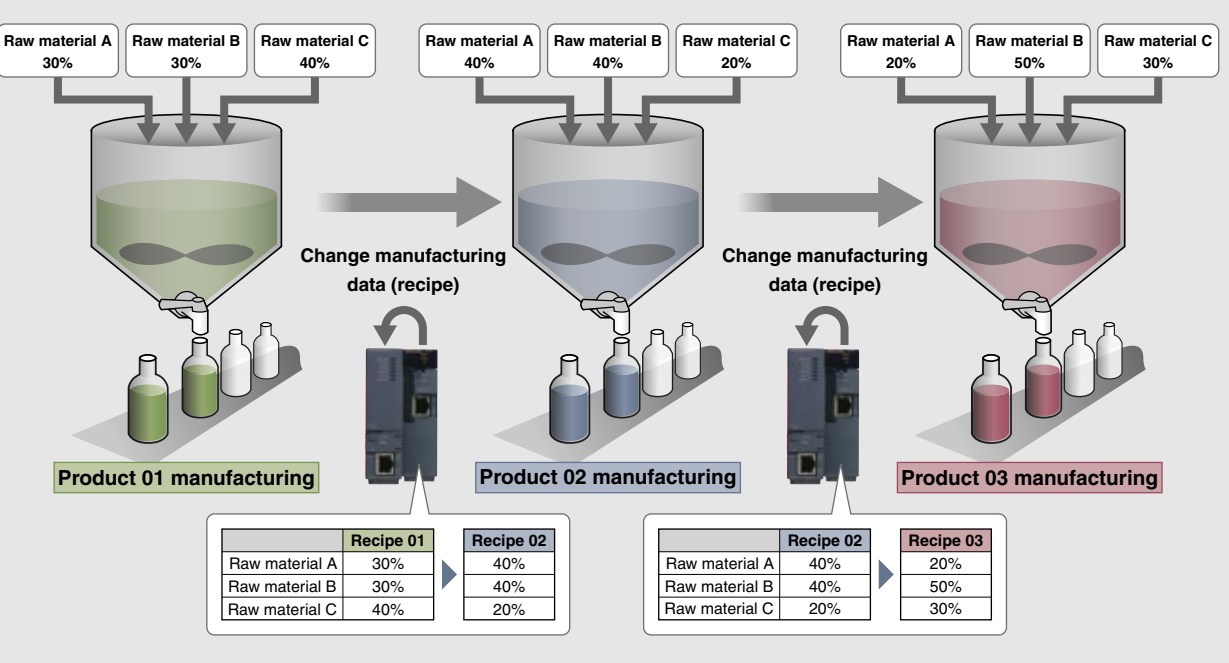 Raw material A
30%
Raw material B
30%
Raw material C
40%
Raw material A
40%
Raw material B
40%
Raw material C
20%
Raw material A
20%
Raw material B
50%
Raw material C
30%
Change manufacturing
data (recipe)
Change manufacturing
data (recipe)
Product 01 manufacturing
Product 02 manufacturing
Product 03 manufacturing
Recipe 01 Recipe 02
Raw material A 30% 40%
Raw material B 30% 40%
Raw material C 40% 20%
Recipe 02 Recipe 03
Raw material A 40% 20%
Raw material B 40% 50%
Raw material C 20% 30%